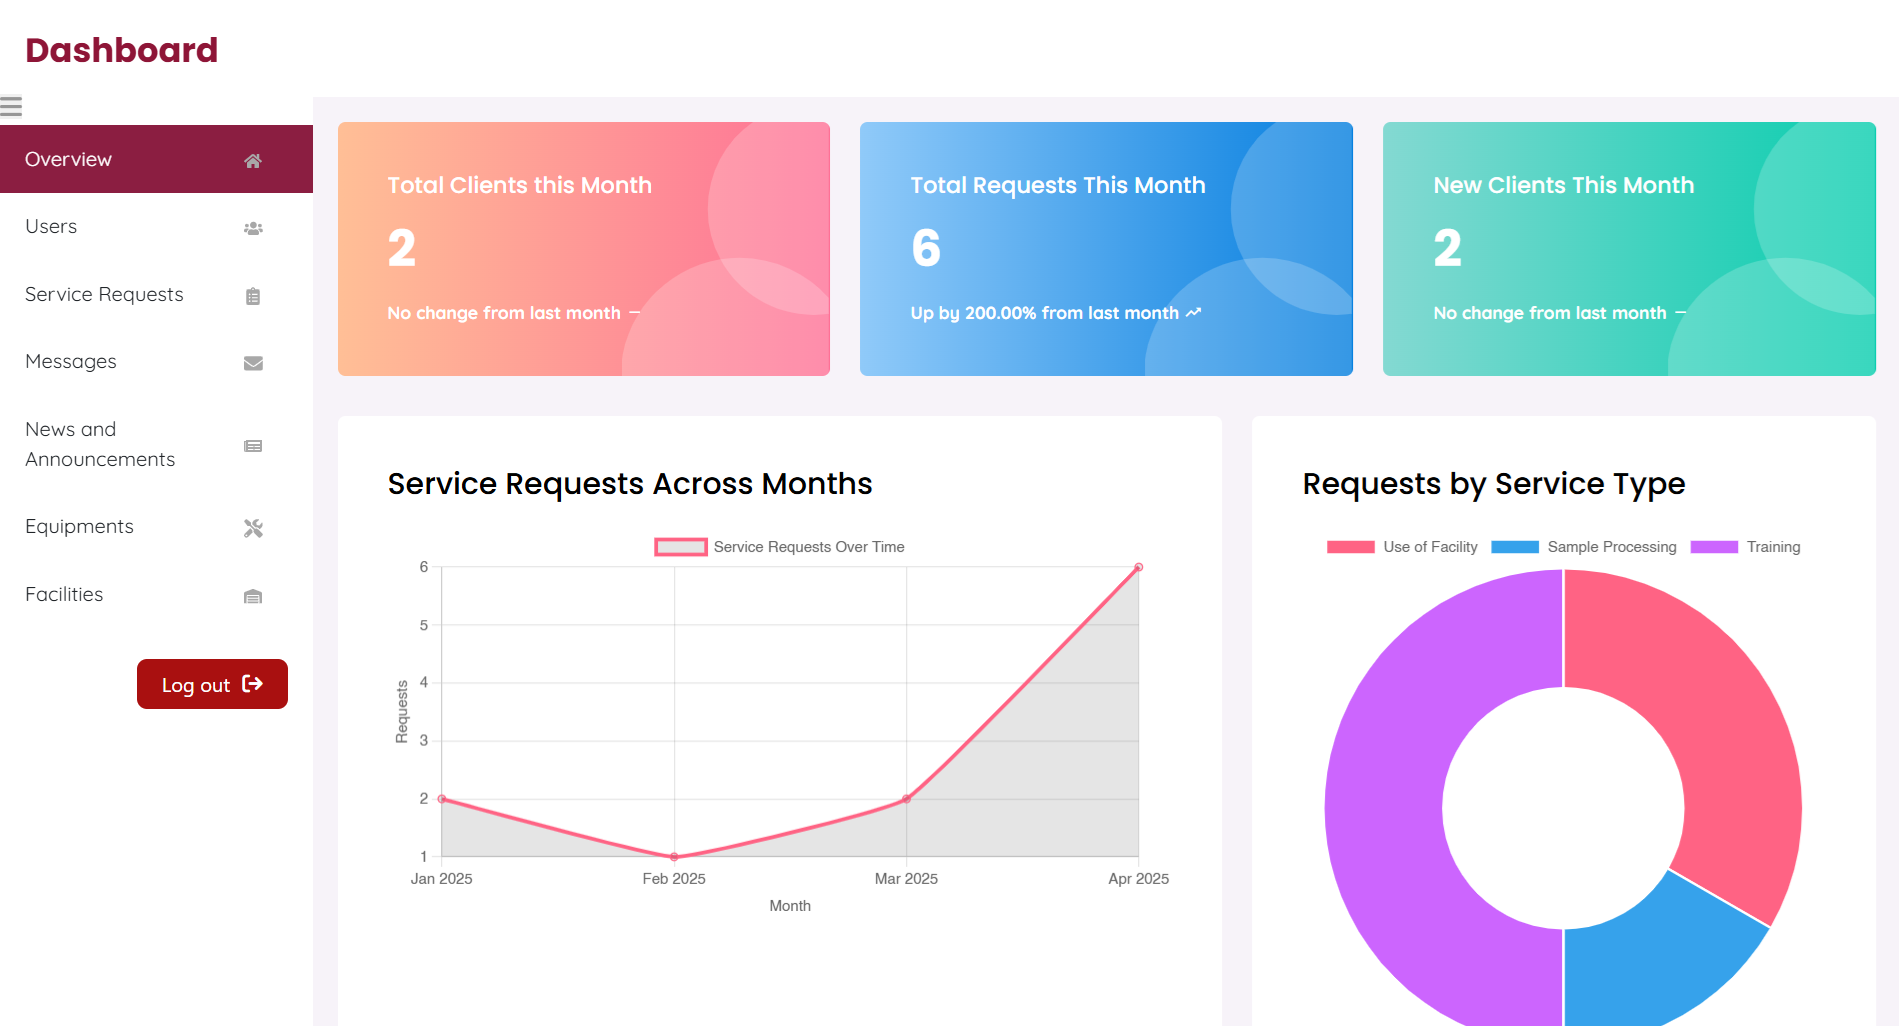 Dashboard
Overview
Users
Service Requests
Messages
News and
Announcements
Equipments
Facilities
Log out
Total Clients this Month
2
No change from last month
Total Requests This Month
6
Up by 200.00% from last month
New Clients This Month
2
No change from last month
Service Requests Across Months
Service Requests Over Time
6
5
4
3
2
1
Requests
Jan 2025 Feb 2025 Mar 2025 Apr 2025
Month
Requests by Service Type
Use of Facility Sample Processing Training